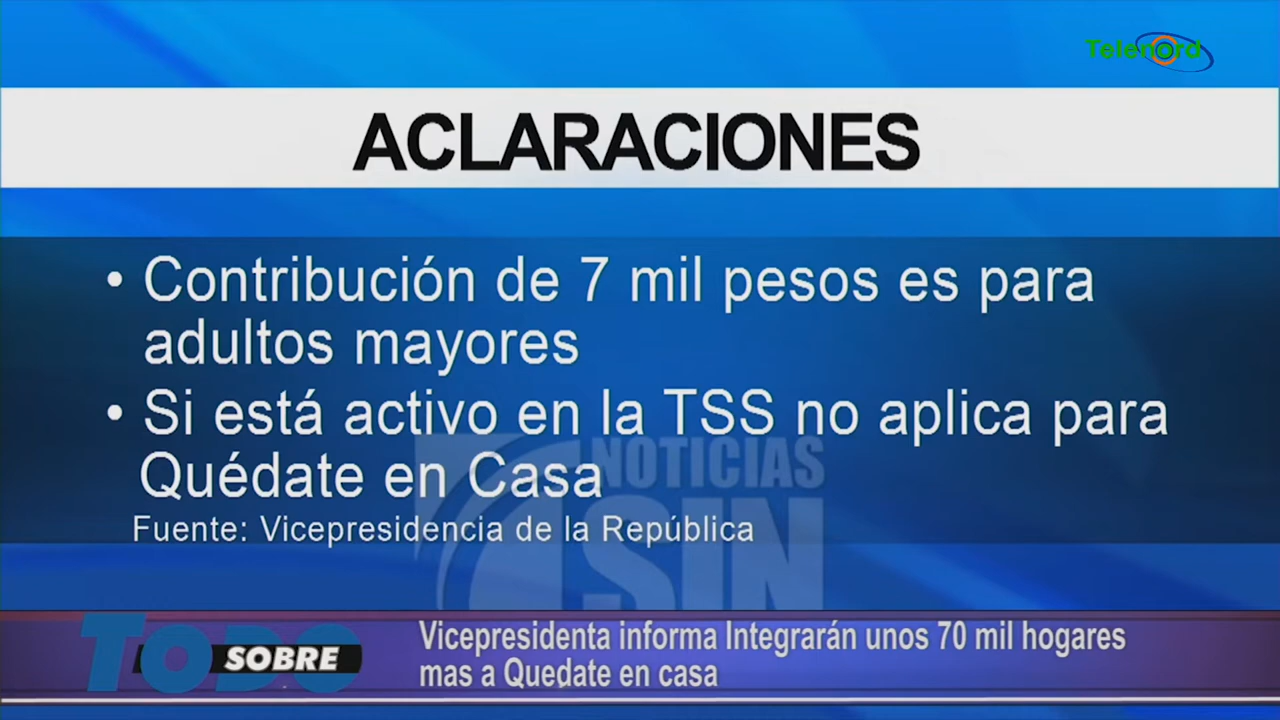 Telenord
ACLARACIONES
• Contribución de 7 mil pesos es para
adultos mayores
• Si está activo en la TSS no aplica para
Quédate en Casa
NOTICIAS
SIN
Fuente: Vicepresidencia de la República
TODO
SOBRE
Vicepresidenta informa Integrarán unos 70 mil hogares
mas a Quedate en casa